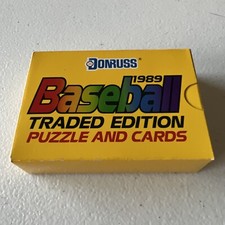 DONRUSS
1989
Baseball
TRADED EDITION
PUZZLE AND CARDS